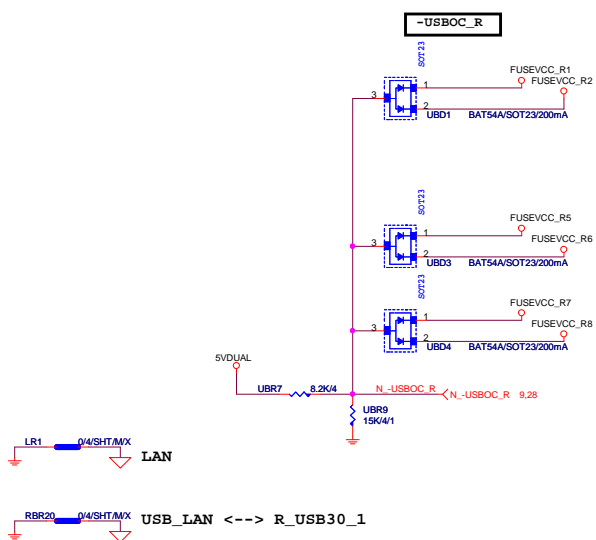 -USBOC_R
SOT23
FUSEVCC_R1
FUSEVCC_R2
1
3
2
UBD1 BAT54A/SOT23/200mA
SOT23
FUSEVCC_R5
FUSEVCC_R6
1
3
2
UBD3 BAT54A/SOT23/200mA
SOT23
FUSEVCC_R7
FUSEVCC_R8
1
3
2
UBD4 BAT54A/SOT23/200mA
5VDUAL
UBR7 8.2K/4 N_-USBOC_R
N_-USBOC_R 9,28
UBR9
15K/4/1
LR1 0/4/SHT/M/X LAN
RBR20 0/4/SHT/M/X USB_LAN <--> R_USB30_1